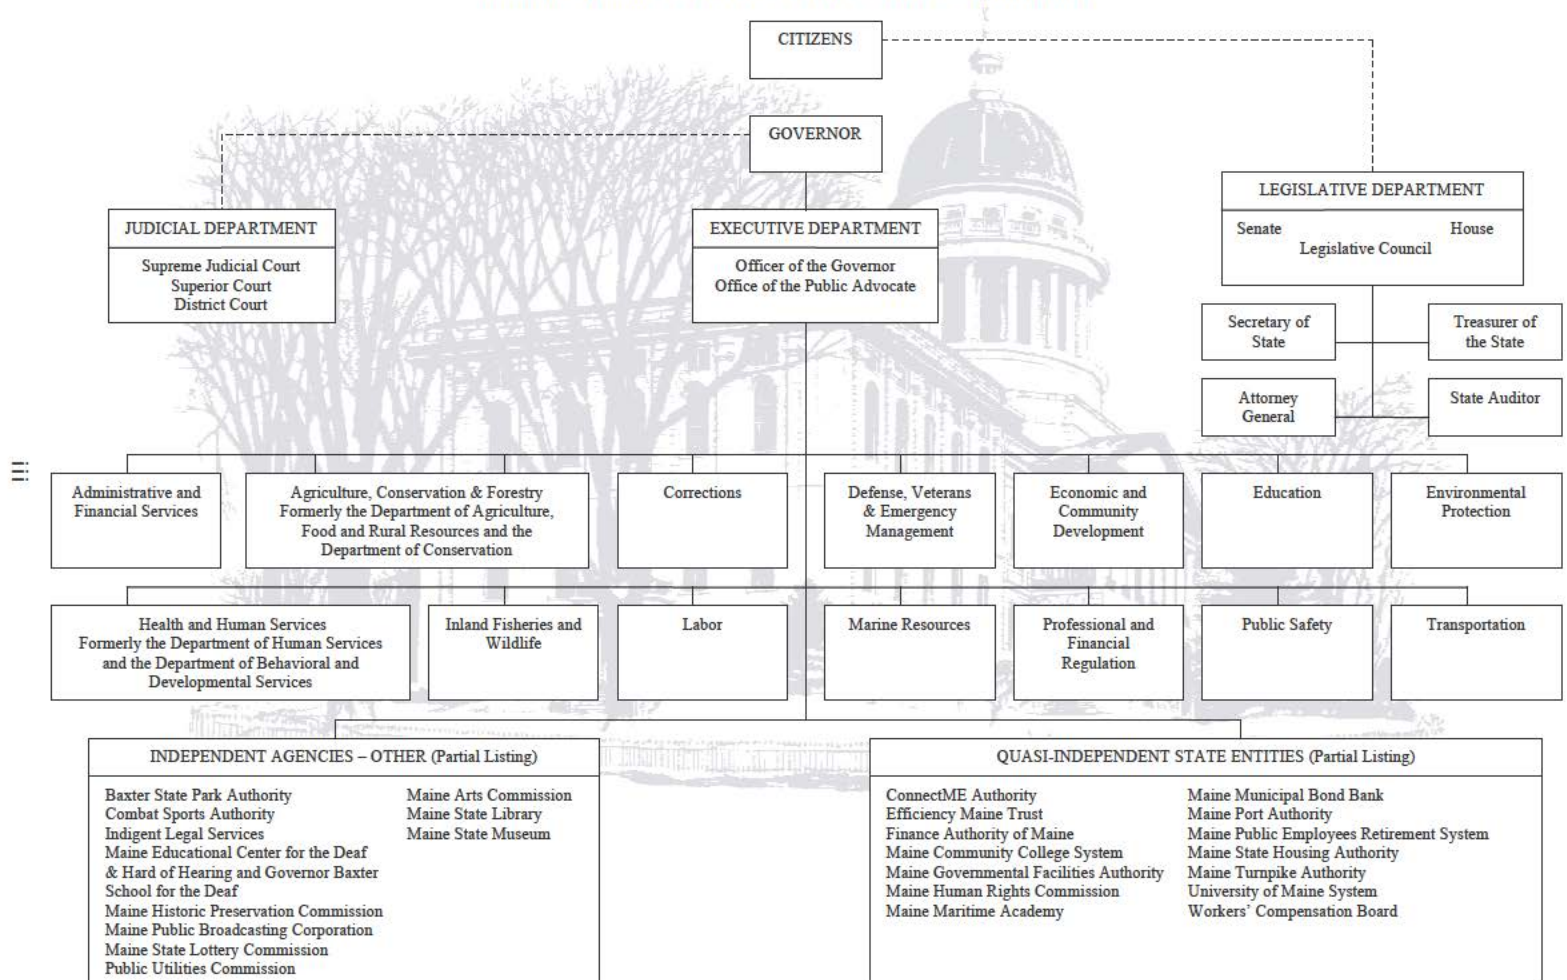 CITIZENS
GOVERNOR
JUDICIAL DEPARTMENT
Supreme Judicial Court
Superior Court
District Court
EXECUTIVE DEPARTMENT
Officer of the Governor
Office of the Public Advocate
LEGISLATIVE DEPARTMENT
Senate House
Legislative Council
Secretary of
State
Treasurer of
the State
Attorney
General
State Auditor
iii
Administrative and
Financial Services
Agriculture, Conservation & Forestry
Formerly the Department of Agriculture,
Food and Rural Resources and the
Department of Conservation
Corrections
Defense, Veterans
& Emergency
Management
Economic and
Community
Development
Education
Environmental
Protection
Health and Human Services
Formerly the Department of Human Services
and the Department of Behavioral and
Developmental Services
Inland Fisheries and
Wildlife
Labor
Marine Resources
Professional and
Financial
Regulation
Public Safety
Transportation
INDEPENDENT AGENCIES – OTHER (Partial Listing)
Baxter State Park Authority
Combat Sports Authority
Indigent Legal Services
Maine Educational Center for the Deaf
& Hard of Hearing and Governor Baxter
School for the Deaf
Maine Historic Preservation Commission
Maine Public Broadcasting Corporation
Maine State Lottery Commission
Public Utilities Commission
Maine Arts Commission
Maine State Library
Maine State Museum
QUASI-INDEPENDENT STATE ENTITIES (Partial Listing)
ConnectME Authority
Efficiency Maine Trust
Finance Authority of Maine
Maine Community College System
Maine Governmental Facilities Authority
Maine Human Rights Commission
Maine Maritime Academy
Maine Municipal Bond Bank
Maine Port Authority
Maine Public Employees Retirement System
Maine State Housing Authority
Maine Turnpike Authority
University of Maine System
Workers' Compensation Board